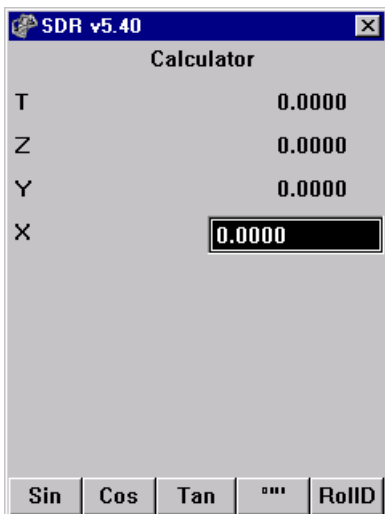 SDR v5.40
Calculator
T 0.0000
Z 0.0000
Y 0.0000
X 0.0000
Sin Cos Tan °'" RollD